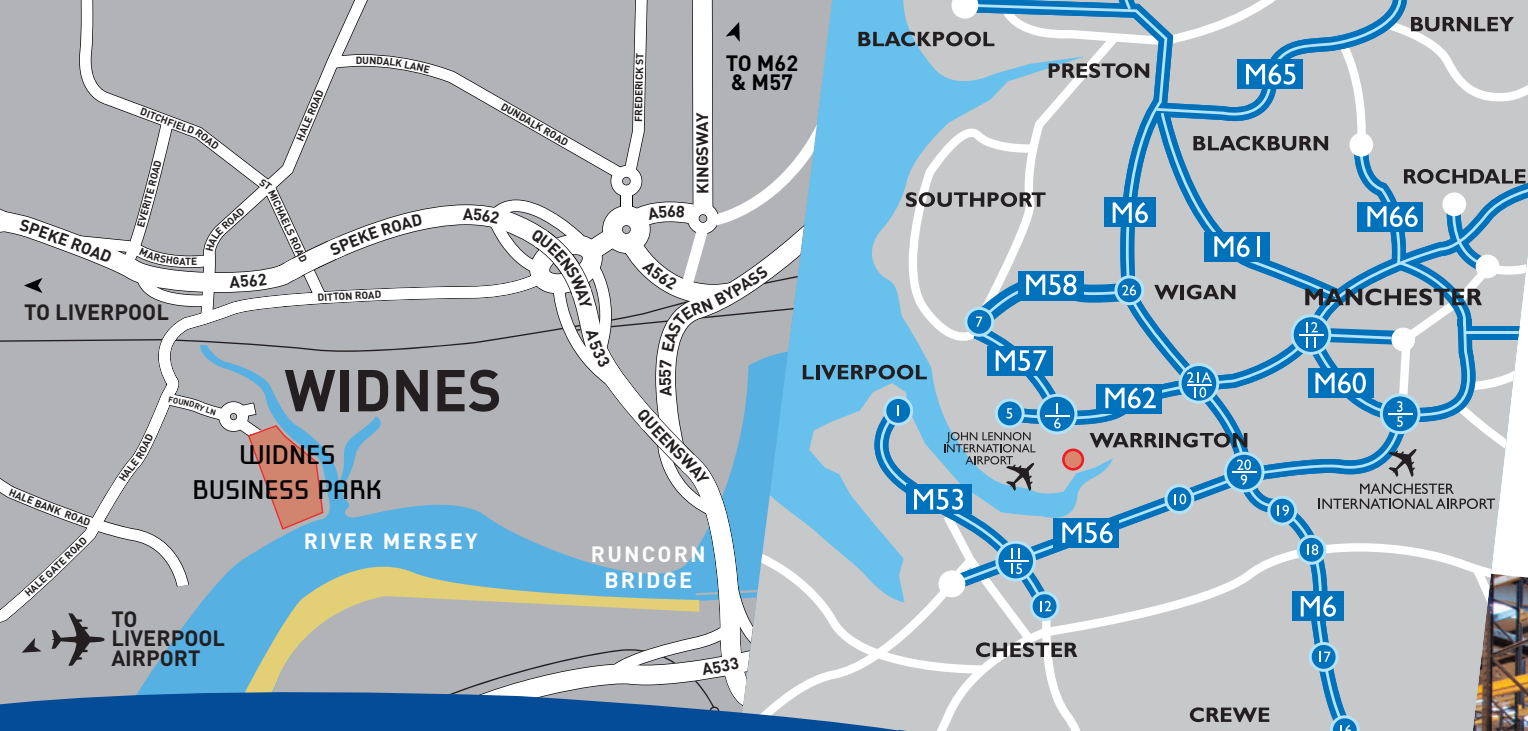 TO M62
& M57
DUNDALK LANE
FREDERICK ST
DITCHFIELD ROAD
HALE ROAD
DUNDALK ROAD
KINGSWAY
EVERITE ROAD
ST MICHAELS ROAD
HALE ROAD
SPEKE ROAD
MARSHGATE
SPEKE ROAD
A562
A568
QUEENSWAY
A562
A562
DITTON ROAD
TO LIVERPOOL
A557 EASTERN BYPASS
A533
WIDNES
FOUNDRY LN
QUEENSWAY
HALE ROAD
WIDNES
BUSINESS PARK
HALE BANK ROAD
RIVER MERSEY
RUNCORN
BRIDGE
HALE GATE ROAD
TO
LIVERPOOL
AIRPORT
A533
BLACKPOOL
BURNLEY
PRESTON
M65
BLACKBURN
ROCHDALE
SOUTHPORT
M6
M66
M61
M58
26
WIGAN
MANCHESTER
7
12
11
M57
LIVERPOOL
21A
10
M60
M62
1
5
1
6
3
5
JOHN LENNON
INTERNATIONAL
AIRPORT
WARRINGTON
20
9
MANCHESTER
INTERNATIONAL AIRPORT
M53
10
19
M56
18
11
15
12
M6
CHESTER
17
CREWE
16